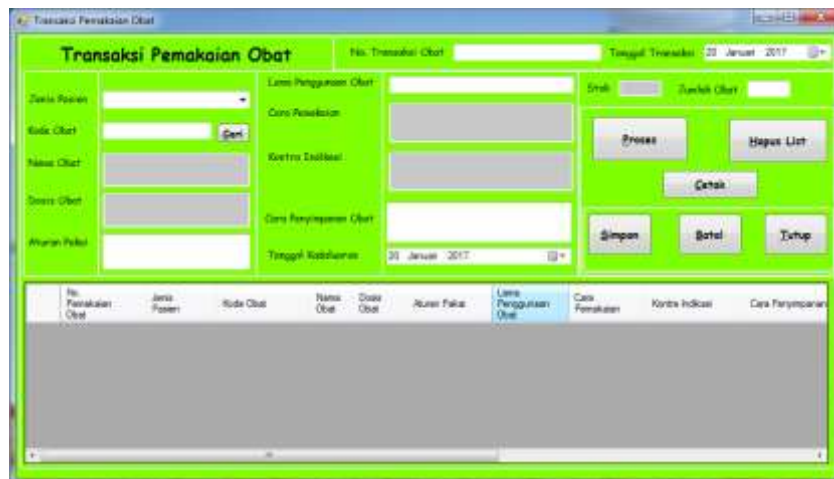 Transaksi Pemakaian Obat
Transaksi Pemakaian Obat
No. Transaksi Obat
Tanggal Transaksi 20 Januari 2017
Jenis Pasien
Kode Obat
Cari
Nama Obat
Dosis Obat
Aturan Pakai
Lama Penggunaan Obat
Cara Pemakaian
Kontra Indikasi
Cara Penyimpanan Obat
Tanggal Kadaluarsa 20 Januari 2017
Stok
Jumlah Obat
Proses
Hapus List
Cetak
Simpan
Batal
Tutup
No. Pemakaian Obat
Jenis Pasien
Kode Obat
Nama Obat
Dosis Obat
Aturan Pakai
Lama Penggunaan Obat
Cara Pemakaian
Kontra Indikasi
Cara Penyimpanan